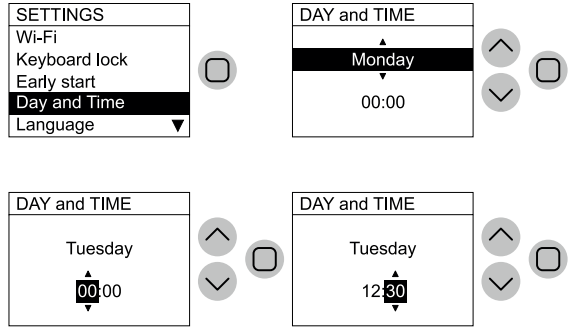 SETTINGS
Wi-Fi
Keyboard lock
Early start
Day and Time
Language
DAY and TIME
Monday
00:00
DAY and TIME
Tuesday
00:00
DAY and TIME
Tuesday
12:30